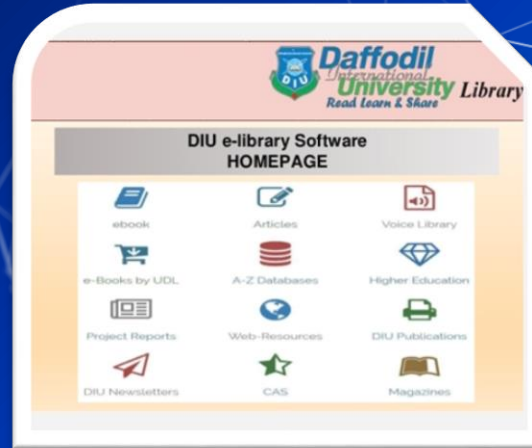 Daffodil
International
University Library
Read Learn & Share
DIU
DIU e-library Software
HOMEPAGE
ebook Articles Voice Library
e-Books by UDL A-Z Databases Higher Education
Project Reports Web-Resources DIU Publications
DIU Newsletters CAS Magazines